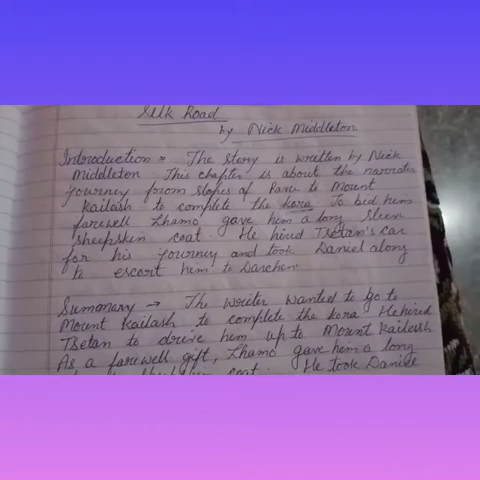 Silk Road
by Nick Middleton
Introduction → The story is written by Nick
Middleton This chapter is about the narrator
journey from slopes of Ravu to Mount
Kailash to complete the kora To bid him
farewell Lhamo gave him a long sleev
sheepskin coat. He hired Tsetan's car
for his journey and took Daniel along
to escort him to Darchen
Summary → The writer wanted to go to
Mount Kailash to complete the kora He hired
Tsetan to drive him up to Mount Kailash
As a farewell gift, Lhamo gave him a long
coat. He took Daniel